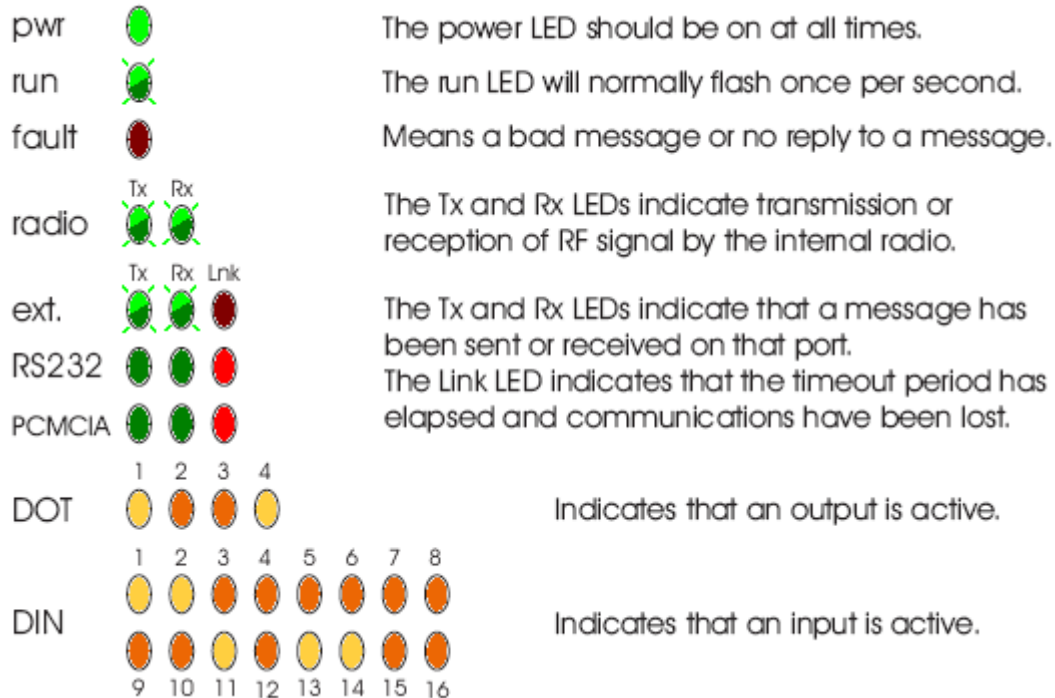 pwr The power LED should be on at all times.
run The run LED will normally flash once per second.
fault Means a bad message or no reply to a message.
Tx Rx
radio The Tx and Rx LEDs indicate transmission or
reception of RF signal by the internal radio.
Tx Rx Lnk
ext. The Tx and Rx LEDs indicate that a message has
been sent or received on that port.
RS232
The Link LED indicates that the timeout period has
PCMCIA elapsed and communications have been lost.
1 2 3 4
DOT Indicates that an output is active.
1 2 3 4 5 6 7 8
DIN Indicates that an input is active.
9 10 11 12 13 14 15 16